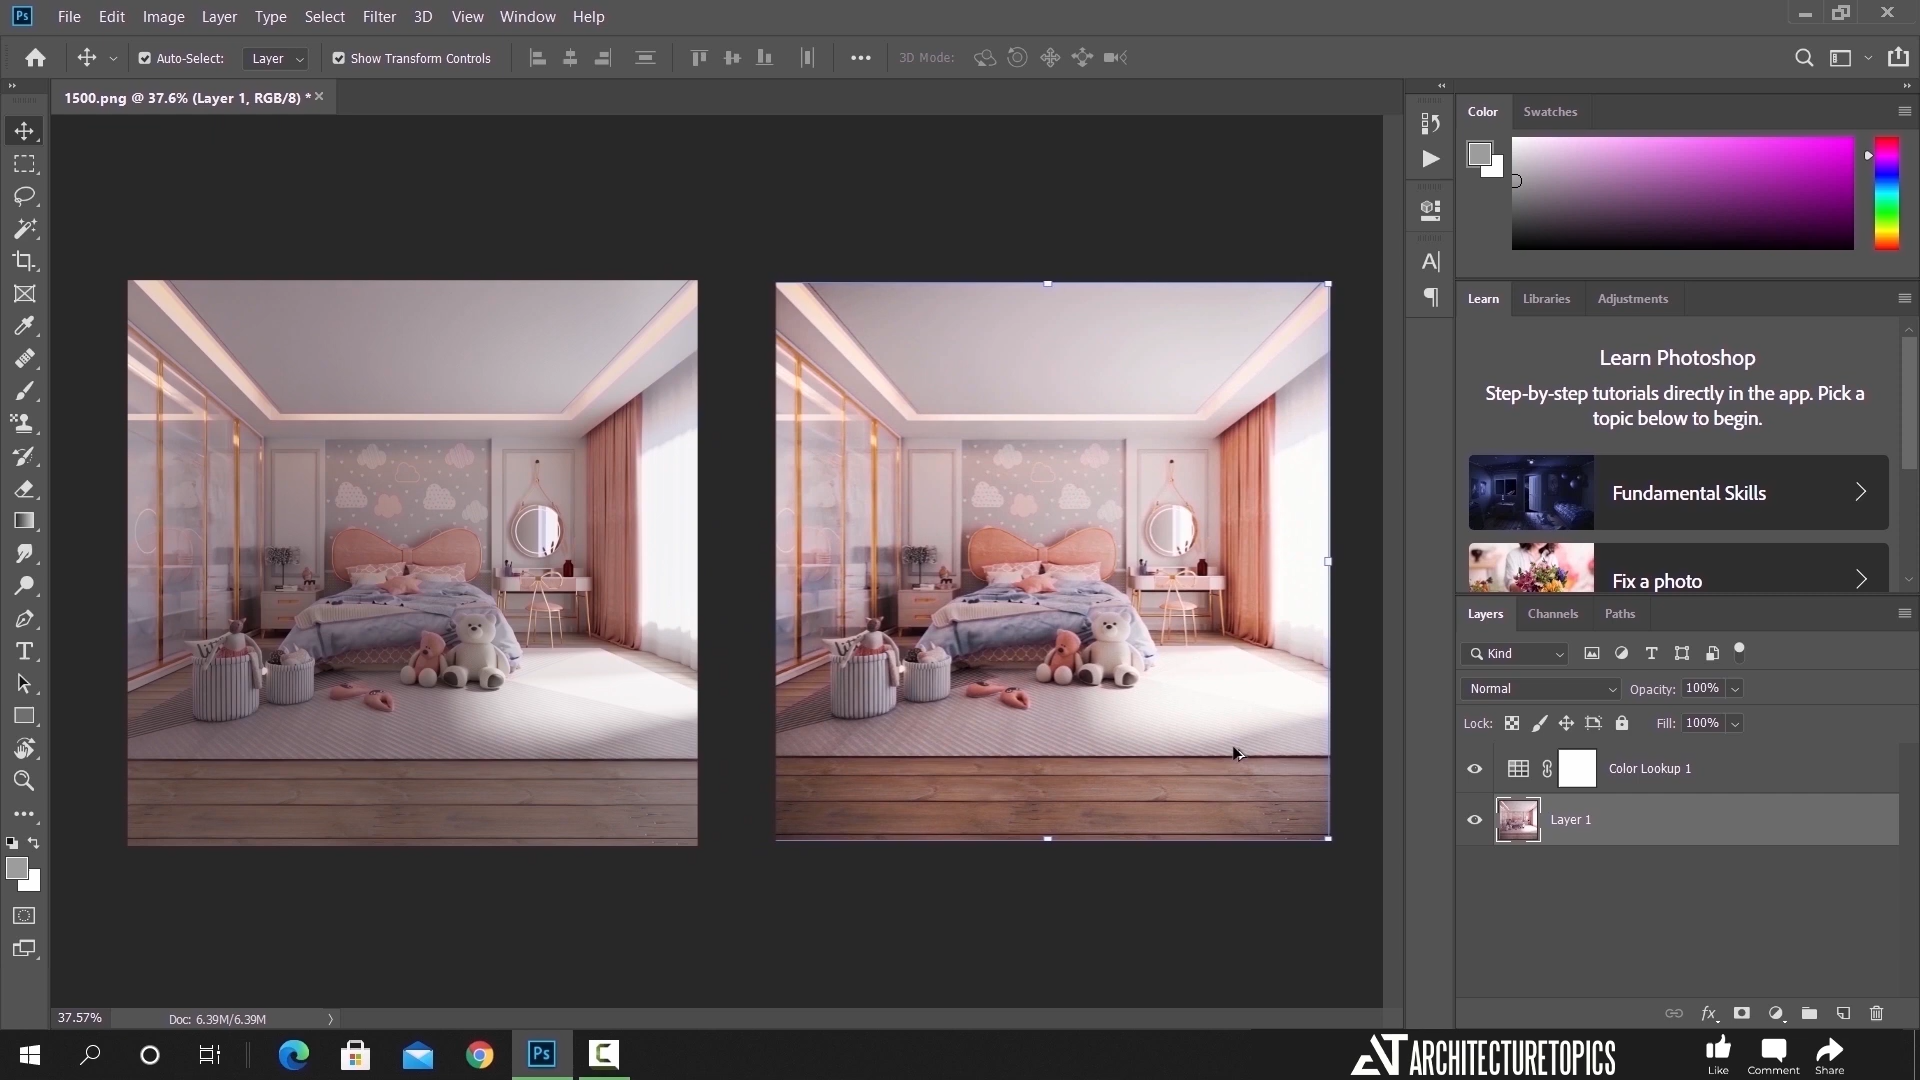 Ps File Edit Image Layer Type Select Filter 3D View Window Help
Auto-Select: Layer Show Transform Controls 3D Mode:
1500.png @ 37.6% (Layer 1, RGB/8) *
Color Swatches
Learn Libraries Adjustments
Learn Photoshop
Step-by-step tutorials directly in the app. Pick a
topic below to begin.
Fundamental Skills
Fix a photo
Layers Channels Paths
Kind
Normal Opacity: 100%
Lock: Fill: 100%
Color Lookup 1
Layer 1
37.57% Doc: 6.39M/6.39M
Ps
ARCHITECTURETOPICS
Like Comment Share